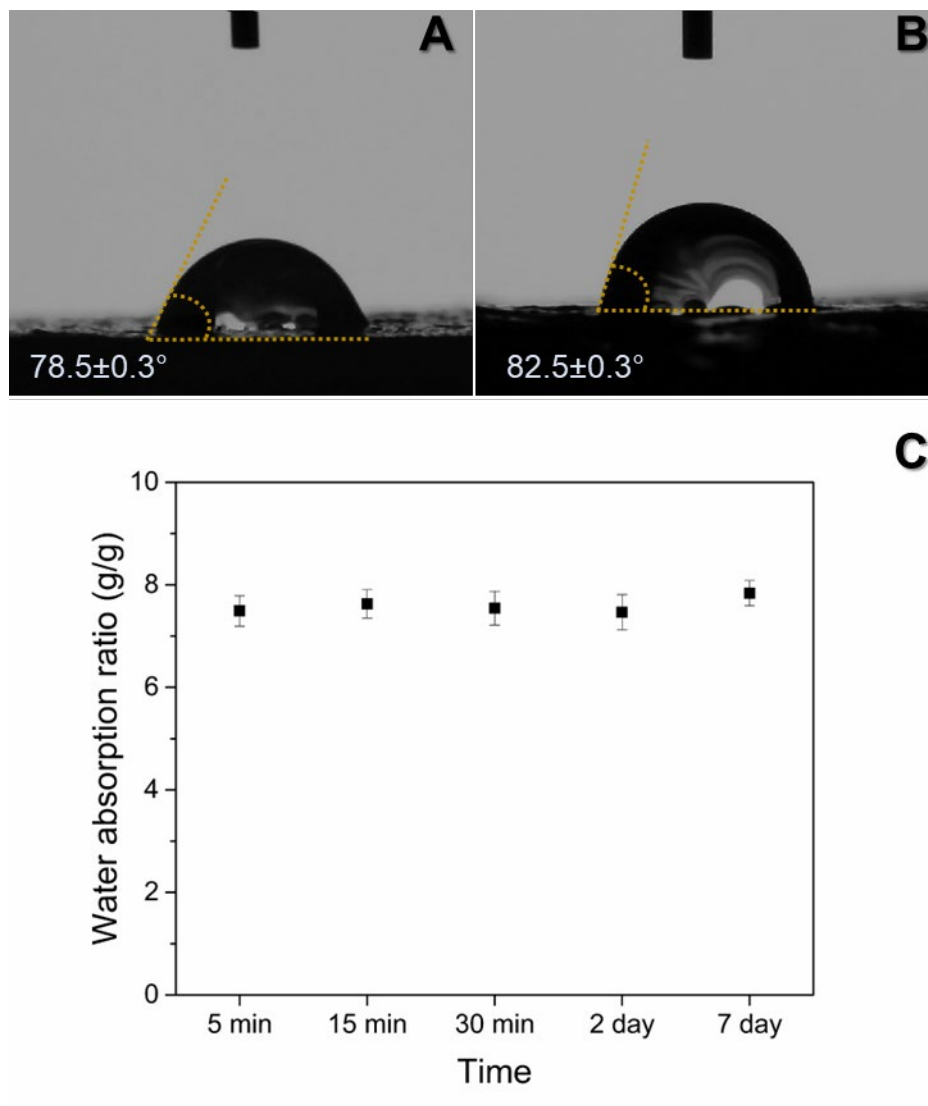 A
B
78.5±0.3°
82.5±0.3°
C
10
8
6
4
2
0
Water absorption ratio (g/g)
5 min 15 min 30 min 2 day 7 day
Time